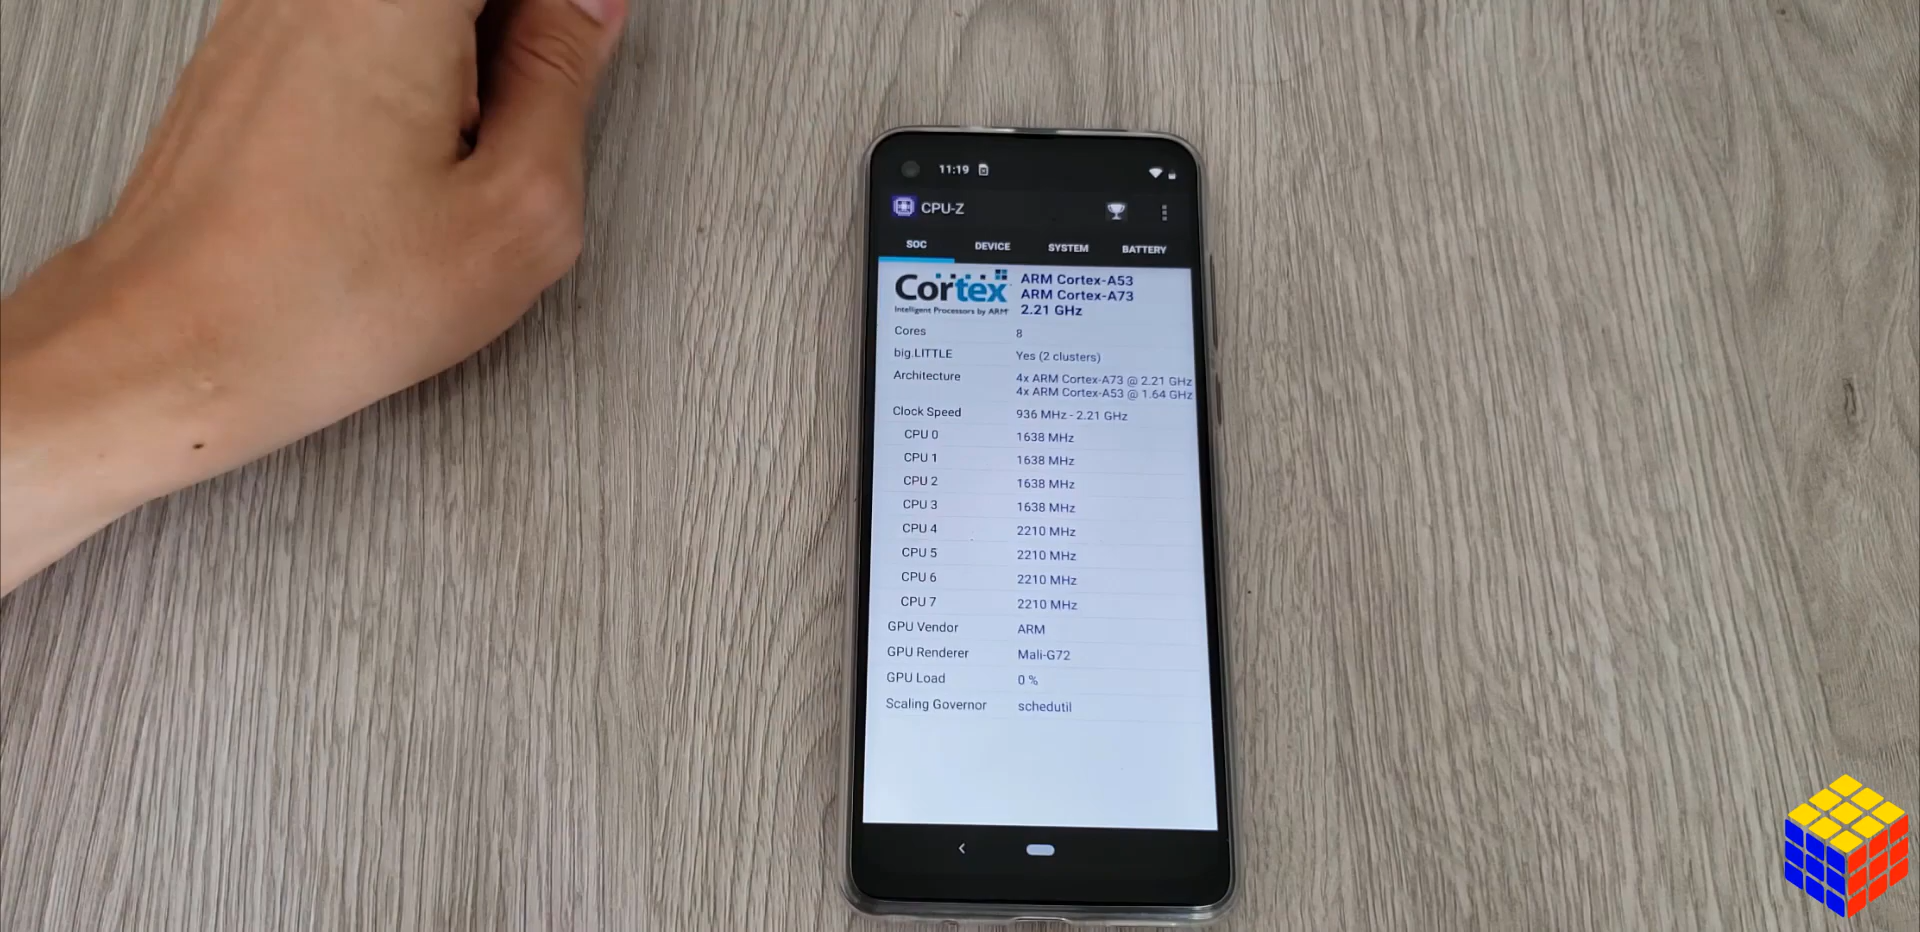 11:19
CPU-Z
SOC DEVICE SYSTEM BATTERY
Cortex
Intelligent Processors by ARM
ARM Cortex-A53
ARM Cortex-A73
2.21 GHz
Cores 8
big.LITTLE Yes (2 clusters)
Architecture 4x ARM Cortex-A73 @ 2.21 GHz
4x ARM Cortex-A53 @ 1.64 GHz
Clock Speed 936 MHz - 2.21 GHz
CPU 0 1638 MHz
CPU 1 1638 MHz
CPU 2 1638 MHz
CPU 3 1638 MHz
CPU 4 2210 MHz
CPU 5 2210 MHz
CPU 6 2210 MHz
CPU 7 2210 MHz
GPU Vendor ARM
GPU Renderer Mali-G72
GPU Load 0 %
Scaling Governor schedutil